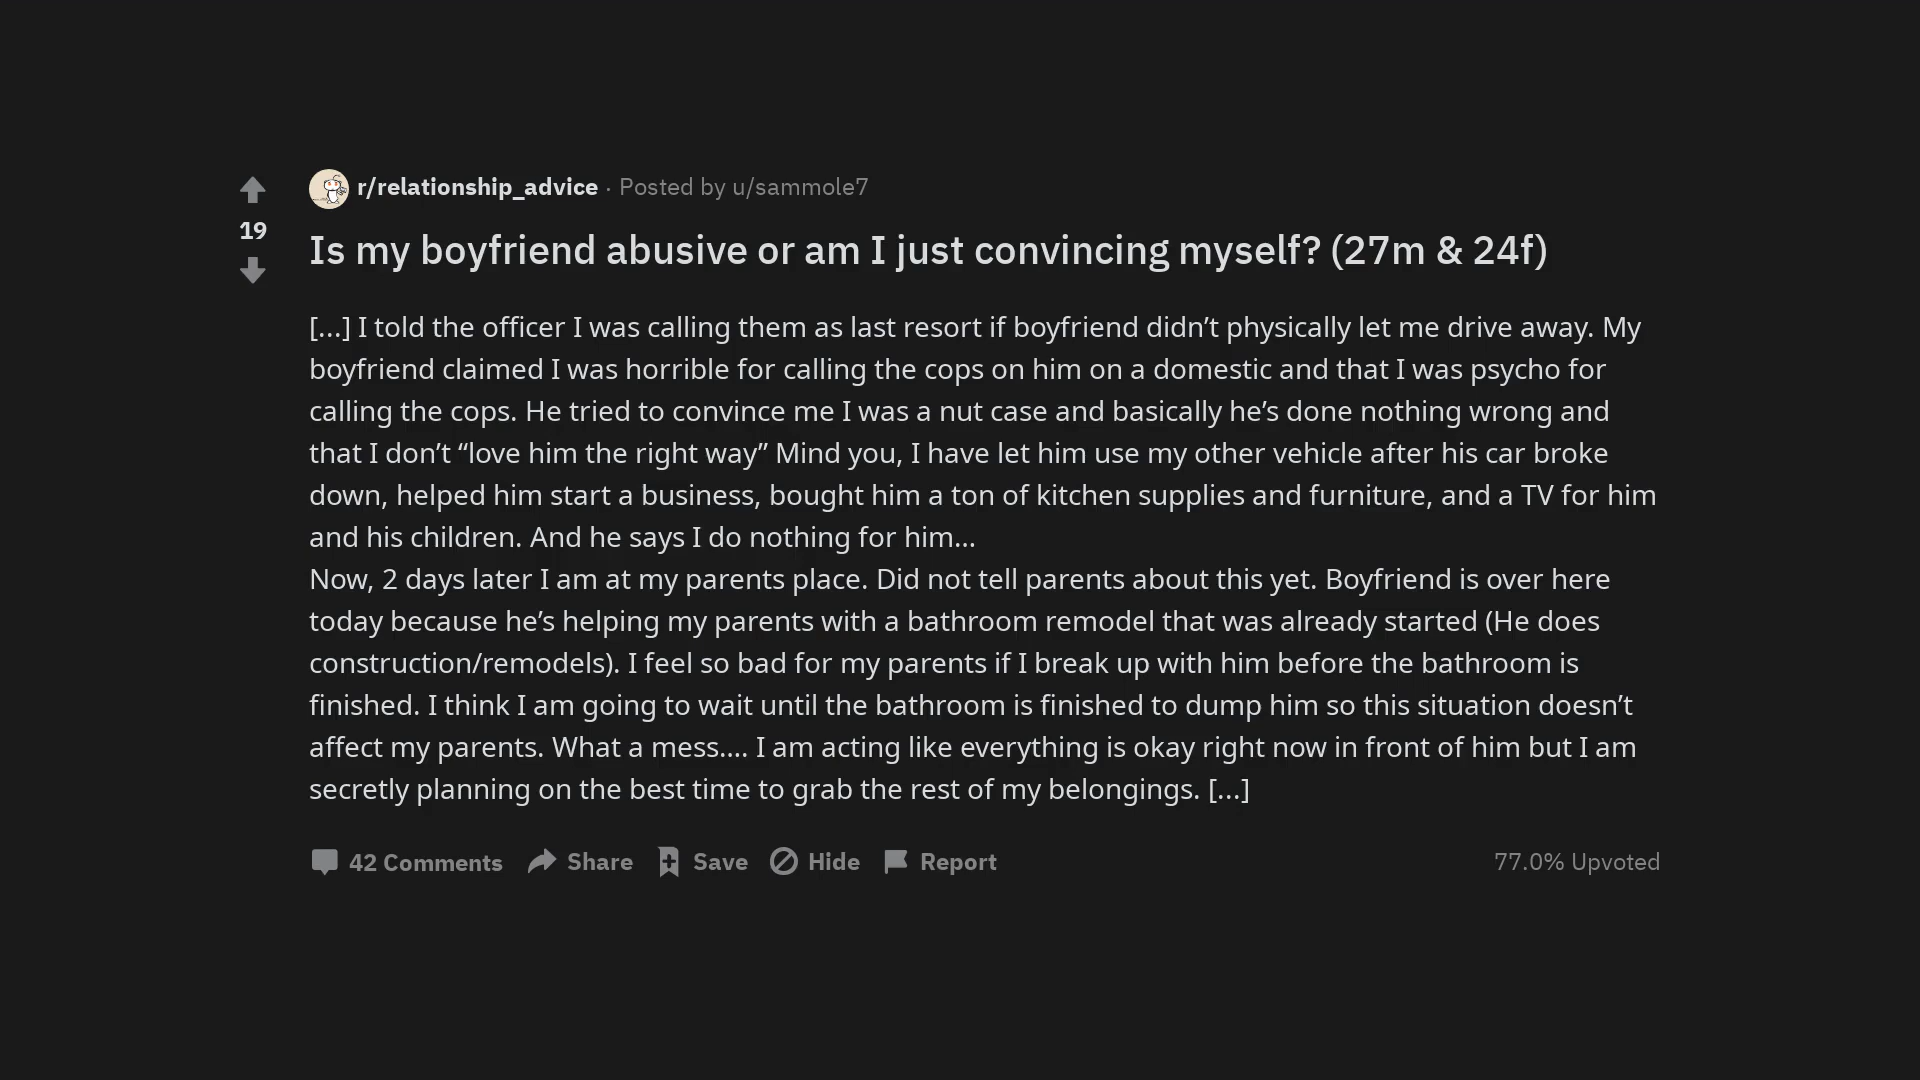 r/relationship_advice · Posted by u/sammole7
19
Is my boyfriend abusive or am I just convincing myself? (27m & 24f)
[...] I told the officer I was calling them as last resort if boyfriend didn’t physically let me drive away. My
boyfriend claimed I was horrible for calling the cops on him on a domestic and that I was psycho for
calling the cops. He tried to convince me I was a nut case and basically he’s done nothing wrong and
that I don’t “love him the right way” Mind you, I have let him use my other vehicle after his car broke
down, helped him start a business, bought him a ton of kitchen supplies and furniture, and a TV for him
and his children. And he says I do nothing for him...
Now, 2 days later I am at my parents place. Did not tell parents about this yet. Boyfriend is over here
today because he’s helping my parents with a bathroom remodel that was already started (He does
construction/remodels). I feel so bad for my parents if I break up with him before the bathroom is
finished. I think I am going to wait until the bathroom is finished to dump him so this situation doesn’t
affect my parents. What a mess.... I am acting like everything is okay right now in front of him but I am
secretly planning on the best time to grab the rest of my belongings. [...]
42 Comments Share Save Hide Report 77.0% Upvoted